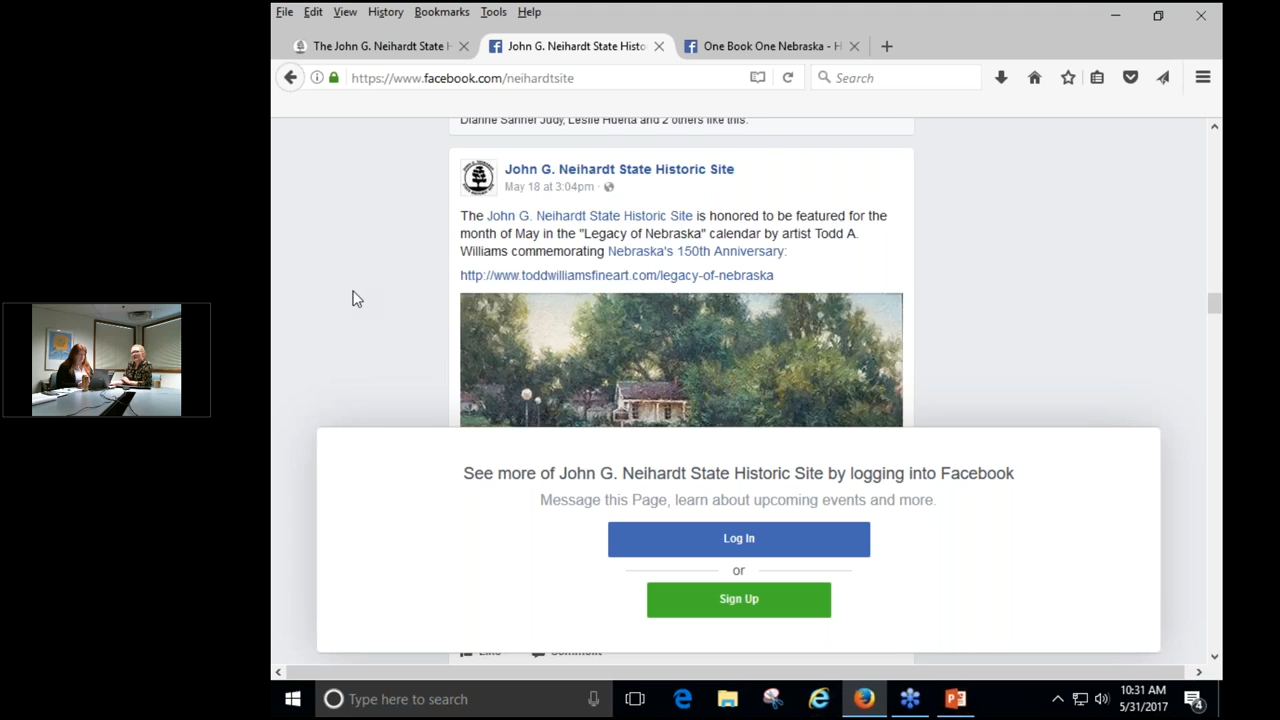 File Edit View History Bookmarks Tools Help
The John G. Neihardt State H
John G. Neihardt State Histo
One Book One Nebraska - H
https://www.facebook.com/neihardtsite
Search
Dianne Sanner Judy, Leslie Huerta and 2 others like this.
John G. Neihardt State Historic Site
May 18 at 3:04pm ·
The John G. Neihardt State Historic Site is honored to be featured for the
month of May in the "Legacy of Nebraska" calendar by artist Todd A.
Williams commemorating Nebraska's 150th Anniversary:
http://www.toddwilliamsfineart.com/legacy-of-nebraska
See more of John G. Neihardt State Historic Site by logging into Facebook
Message this Page, learn about upcoming events and more.
Log In
or
Sign Up
Like Comment
Type here to search
10:31 AM
5/31/2017
4